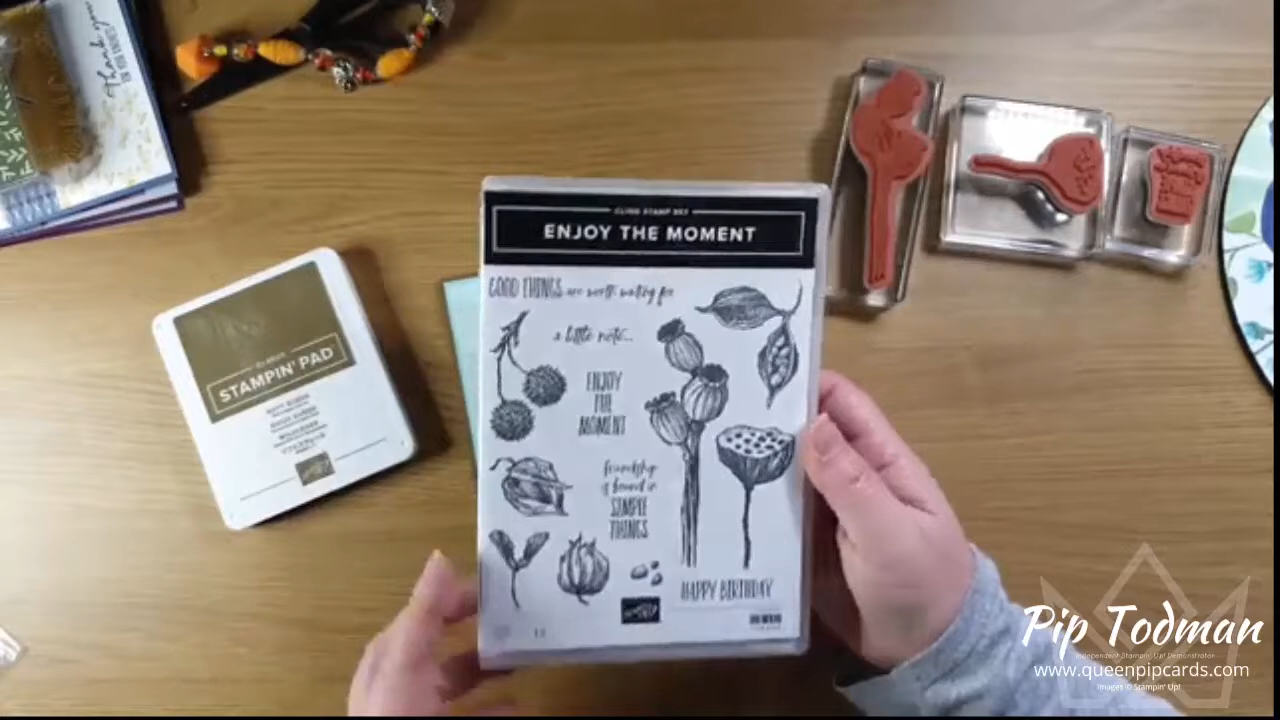 Thank you
CLING STAMP SET
ENJOY THE MOMENT
GOOD THINGS are worth waiting for
a little note...
ENJOY
THE
MOMENT
friendship
is found in
SIMPLE
THINGS
HAPPY BIRTHDAY
STAMPIN' PAD
Pip Todman
Independent Stampin' Up! Demonstrator
www.queenpipcards.com
Images © Stampin' Up!